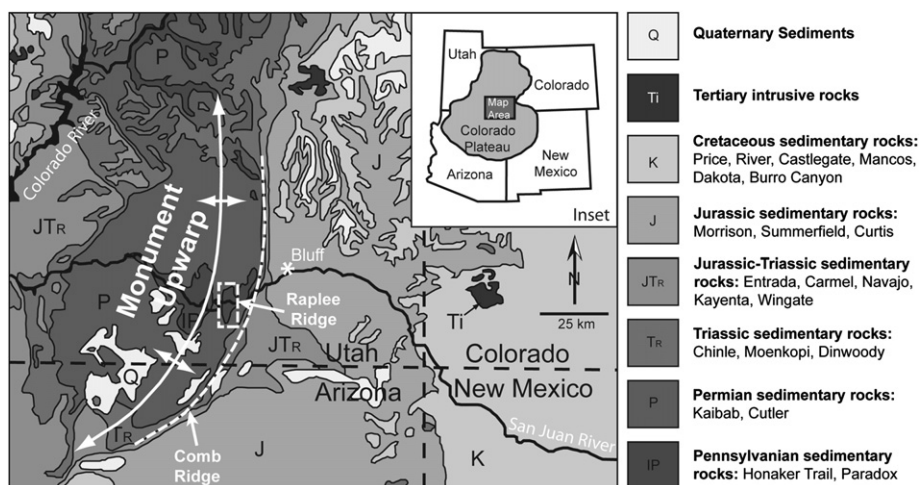 Colorado River
P
J
JTR
Monument
Upwarp
P
IP
Q
TR
JTR
J
K
Bluff
Raplee
Ridge
Comb
Ridge
Utah
Arizona
Colorado
New Mexico
San Juan River
Ti
N
25 km
Utah
Colorado
Map
Area
Colorado
Plateau
Arizona
New
Mexico
Inset
Q
Quaternary Sediments
Ti
Tertiary intrusive rocks
K
Cretaceous sedimentary rocks:
Price, River, Castlegate, Mancos,
Dakota, Burro Canyon
J
Jurassic sedimentary rocks:
Morrison, Summerfield, Curtis
JTR
Jurassic-Triassic sedimentary
rocks: Entrada, Carmel, Navajo,
Kayenta, Wingate
TR
Triassic sedimentary rocks:
Chinle, Moenkopi, Dinwoody
P
Permian sedimentary rocks:
Kaibab, Cutler
IP
Pennsylvanian sedimentary
rocks: Honaker Trail, Paradox